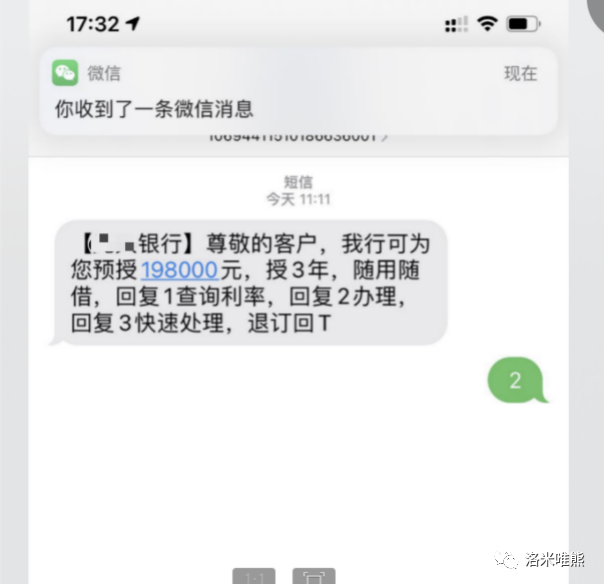 17:32
微信
现在
你收到了一条微信消息
短信
今天 11:11
银行】尊敬的客户，我行可为
您预授198000元，授3年，随用随
借，回复1查询利率，回复2办理，
回复3快速处理，退订回T
2
1:1
洛米唯熊